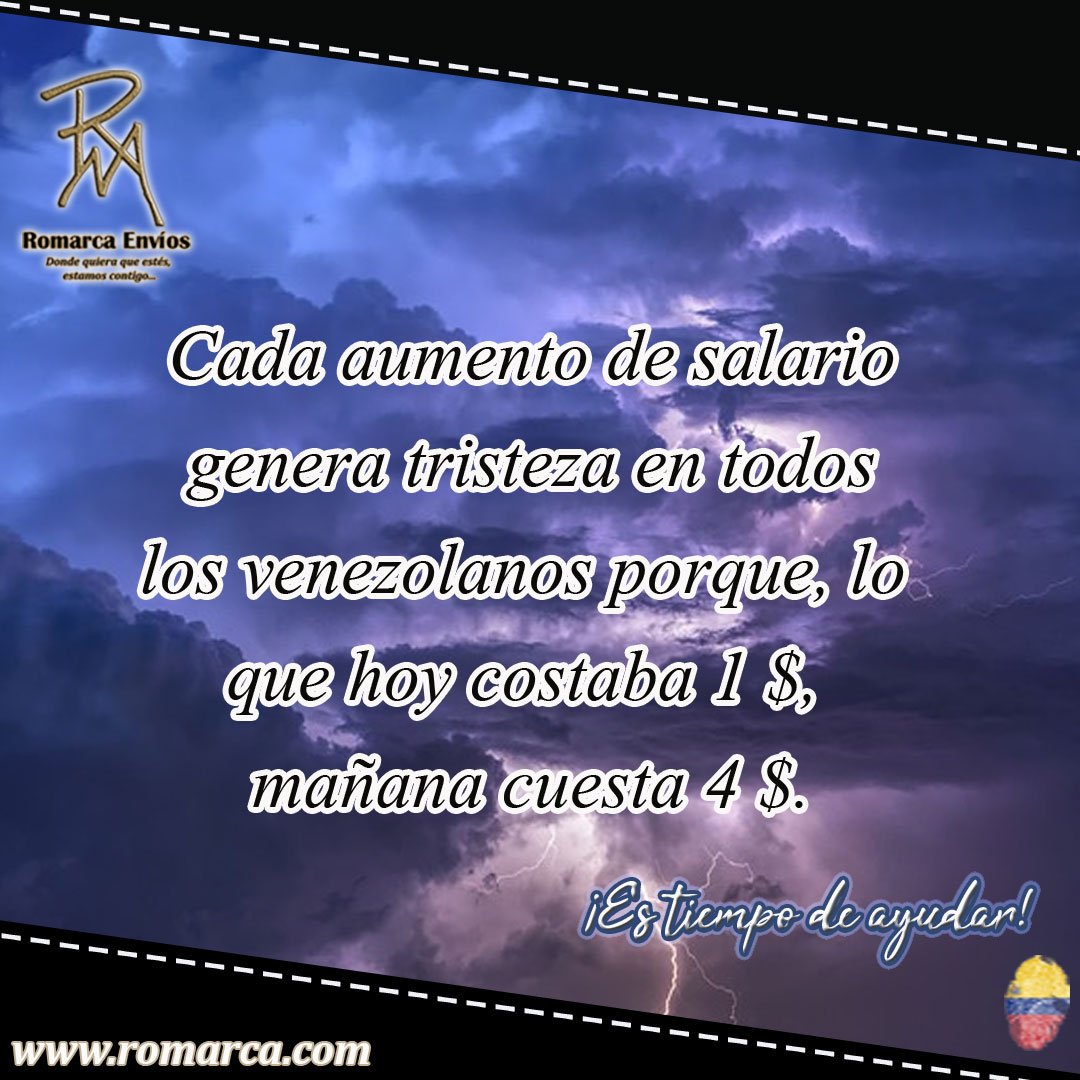 Romarca Envíos
Donde quiera que estés,
estamos contigo...
Cada aumento de salario
genera tristeza en todos
los venezolanos porque, lo
que hoy costaba 1 $,
mañana cuesta 4 $.
¡Es tiempo de ayudar!
www.romarca.com